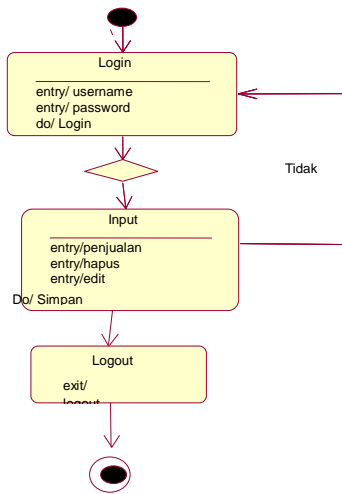 Login
entry/ username
entry/ password
do/ Login
Tidak
Input
entry/penjualan
entry/hapus
entry/edit
Do/ Simpan
Logout
exit/
logout